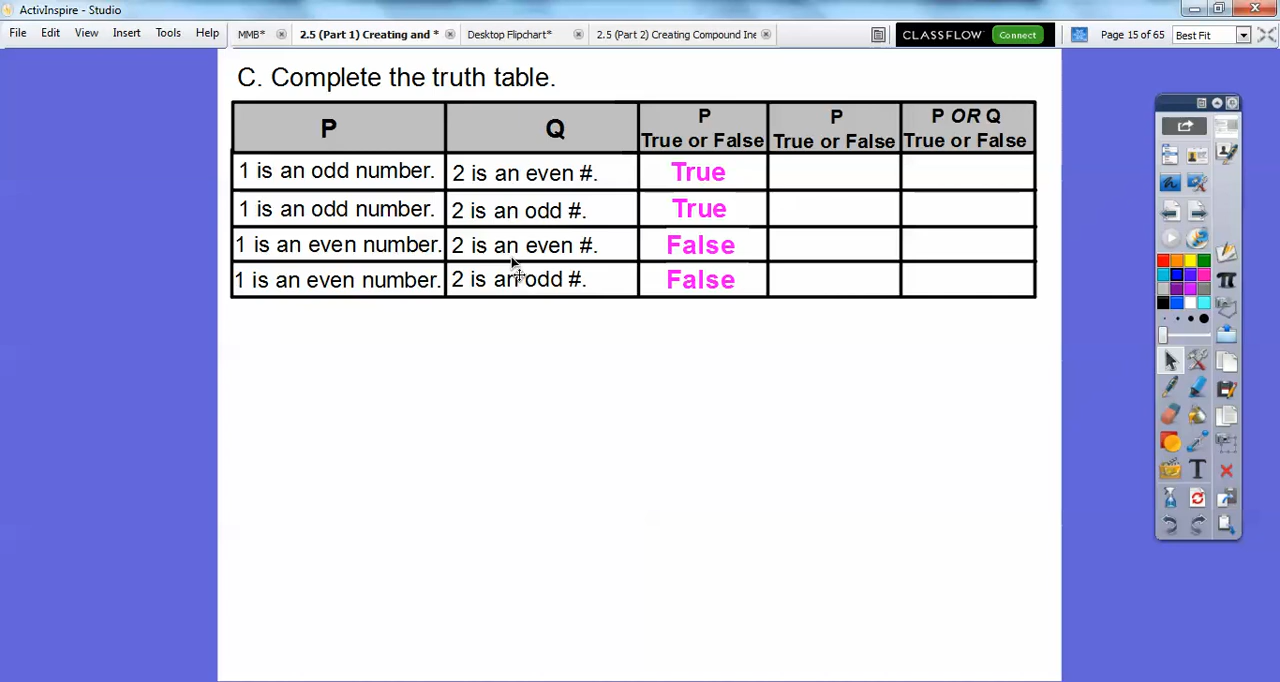 ActivInspire - Studio
File Edit View Insert Tools Help MMB* 2.5 (Part 1) Creating and * Desktop Flipchart* 2.5 (Part 2) Creating Compound Ine CLASSFLOW Connect Page 15 of 65 Best Fit
C. Complete the truth table.
P Q P True or False P True or False P OR Q True or False
1 is an odd number. 2 is an even #. True
1 is an odd number. 2 is an odd #. True
1 is an even number. 2 is an even #. False
1 is an even number. 2 is an odd #. False